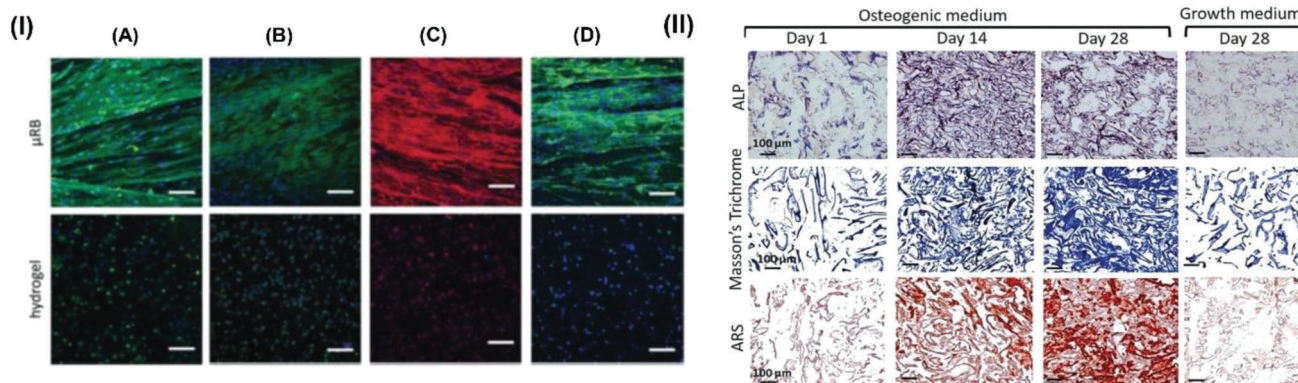 (I)
(A) (B) (C) (D)
μRB
hydrogel
(II)
Osteogenic medium Growth medium
Day 1 Day 14 Day 28 Day 28
ALP
100 μm
Masson's Trichrome
100 μm
ARS
100 μm